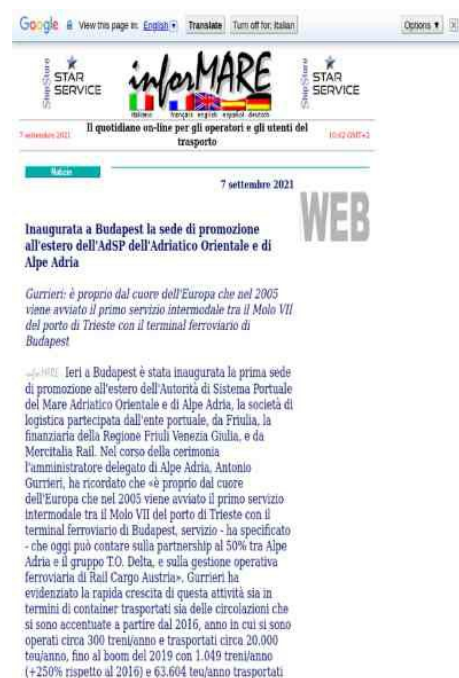 Google View this page in: English Translate Turn off for: Italian Options
ShipStore STAR SERVICE
inforMARE
italiano français english español deutsch
ShipStore STAR SERVICE
7 settembre 2021 Il quotidiano on-line per gli operatori e gli utenti del trasporto 10:02 GMT+2
Notizie
7 settembre 2021
WEB
Inaugurata a Budapest la sede di promozione
all'estero dell'AdSP dell'Adriatico Orientale e di
Alpe Adria
Gurrieri: è proprio dal cuore dell'Europa che nel 2005
viene avviato il primo servizio intermodale tra il Molo VII
del porto di Trieste con il terminal ferroviario di
Budapest
inforMARE Ieri a Budapest è stata inaugurata la prima sede
di promozione all'estero dell'Autorità di Sistema Portuale
del Mare Adriatico Orientale e di Alpe Adria, la società di
logistica partecipata dall'ente portuale, da Friulia, la
finanziaria della Regione Friuli Venezia Giulia, e da
Mercitalia Rail. Nel corso della cerimonia
l'amministratore delegato di Alpe Adria, Antonio
Gurrieri, ha ricordato che «è proprio dal cuore
dell'Europa che nel 2005 viene avviato il primo servizio
intermodale tra il Molo VII del porto di Trieste con il
terminal ferroviario di Budapest, servizio - ha specificato
- che oggi può contare sulla partnership al 50% tra Alpe
Adria e il gruppo T.O. Delta, e sulla gestione operativa
ferroviaria di Rail Cargo Austria». Gurrieri ha
evidenziato la rapida crescita di questa attività sia in
termini di container trasportati sia delle circolazioni che
si sono accentuate a partire dal 2016, anno in cui si sono
operati circa 300 treni/anno e trasportati circa 20.000
teu/anno, fino al boom del 2019 con 1.049 treni/anno
(+250% rispetto al 2016) e 63.604 teu/anno trasportati